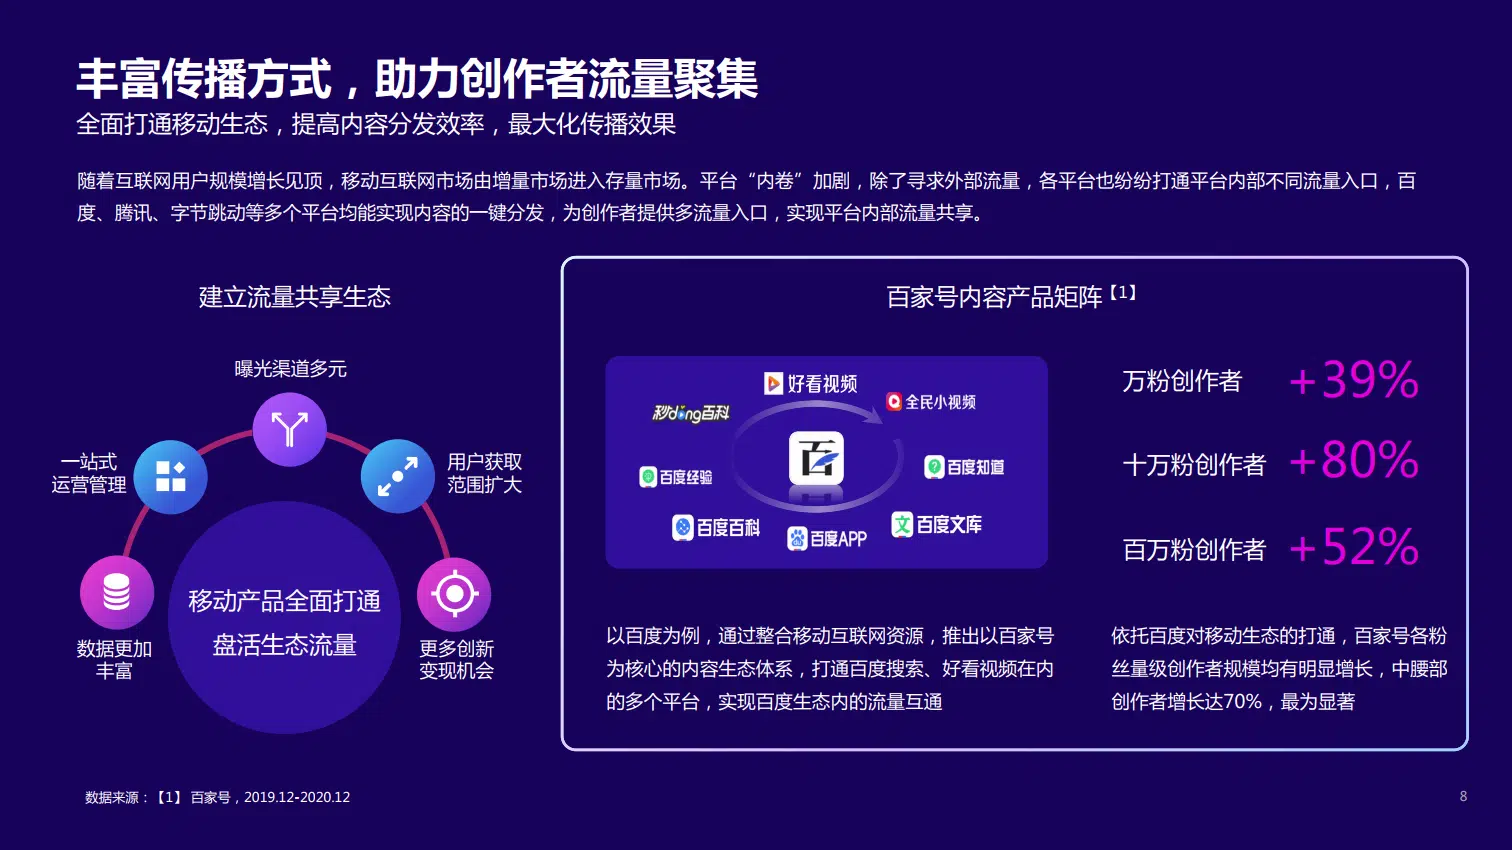 丰富传播方式，助力创作者流量聚集
全面打通移动生态，提高内容分发效率，最大化传播效果
随着互联网用户规模增长见顶，移动互联网市场由增量市场进入存量市场。平台“内卷”加剧，除了寻求外部流量，各平台也纷纷打通平台内部不同流量入口，百
度、腾讯、字节跳动等多个平台均能实现内容的一键分发，为创作者提供多流量入口，实现平台内部流量共享。
建立流量共享生态
曝光渠道多元
一站式
运营管理
用户获取
范围扩大
移动产品全面打通
盘活生态流量
数据更加
丰富
更多创新
变现机会
百家号内容产品矩阵【1】
好看视频
全民小视频
秒dong百科
百
百度经验
百度知道
百度百科
百度APP
文
百度文库
万粉创作者 +39%
十万粉创作者 +80%
百万粉创作者 +52%
以百度为例，通过整合移动互联网资源，推出以百家号
为核心的内容生态体系，打通百度搜索、好看视频在内
的多个平台，实现百度生态内的流量互通
依托百度对移动生态的打通，百家号各粉
丝量级创作者规模均有明显增长，中腰部
创作者增长达70%，最为显著
数据来源：【1】 百家号，2019.12-2020.12
8